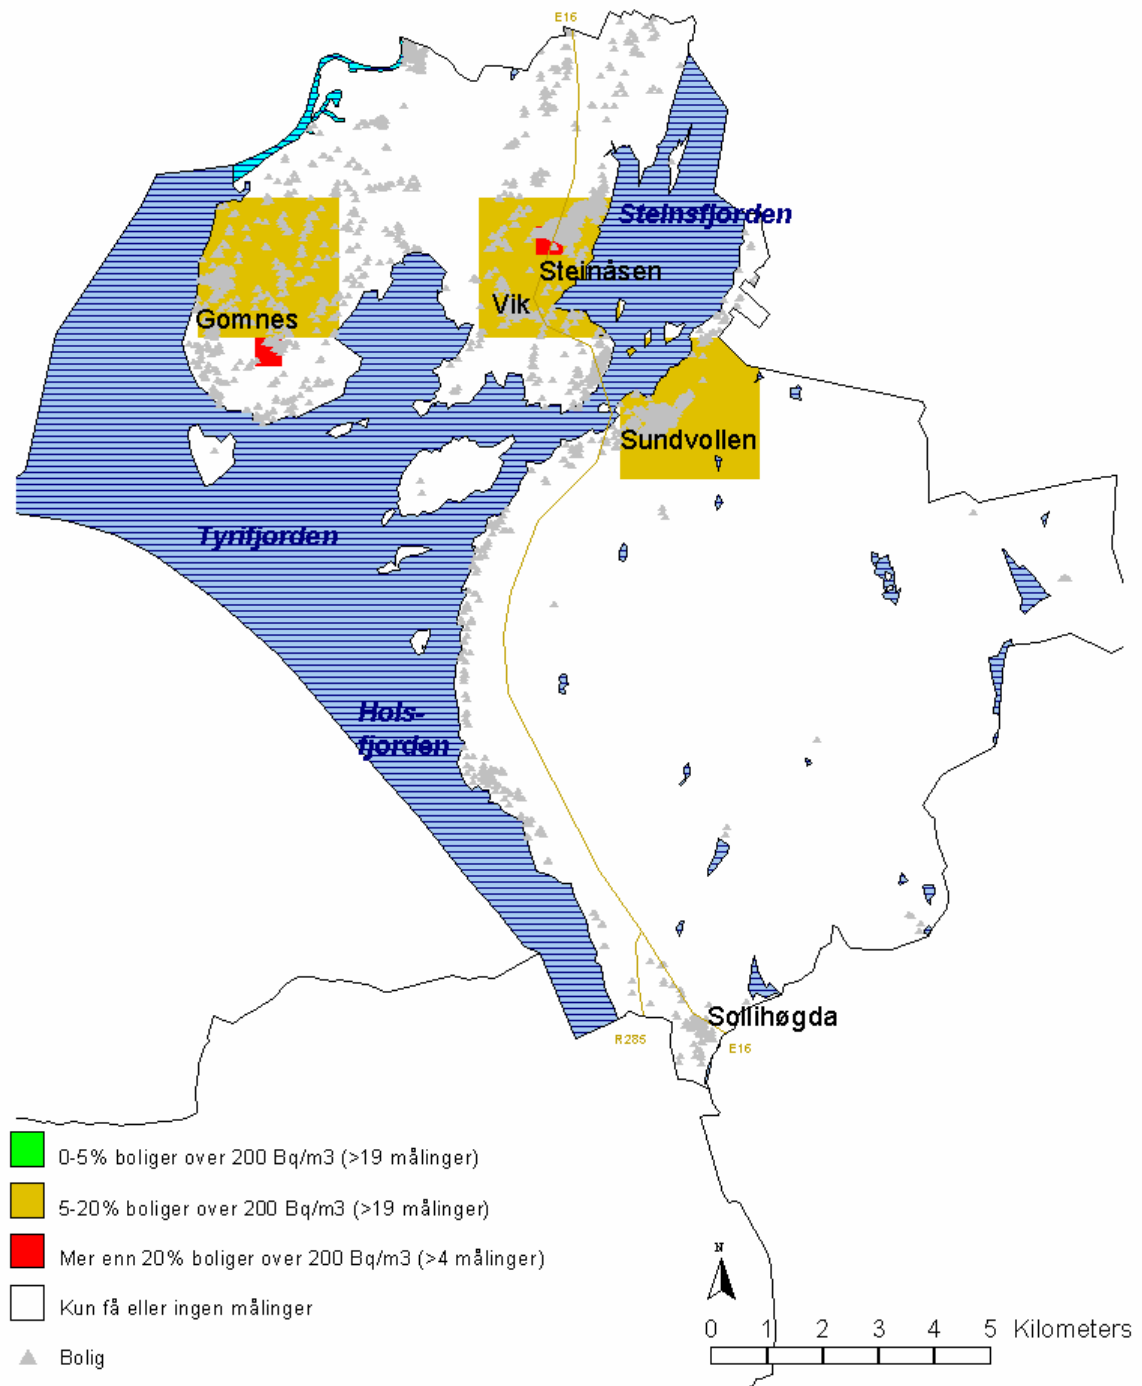 E16
Steinsfjorden
Steinåsen
Vik
Gomnes
Sundvollen
Tyrifjorden
Hols-
fjorden
Sollihøgda
R285
E16
0-5% boliger over 200 Bq/m3 (>19 målinger)
5-20% boliger over 200 Bq/m3 (>19 målinger)
Mer enn 20% boliger over 200 Bq/m3 (>4 målinger)
Kun få eller ingen målinger
Bolig
N
0 1 2 3 4 5 Kilometers